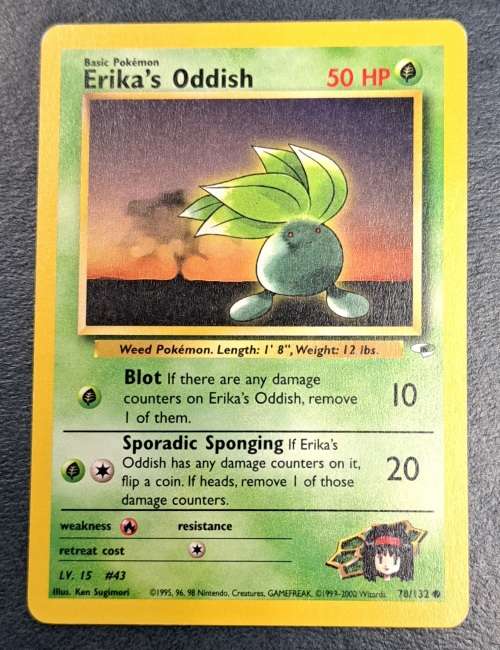 Basic Pokémon
Erika's Oddish 50 HP
Weed Pokémon. Length: 1' 8", Weight: 12 lbs.
Blot If there are any damage
counters on Erika's Oddish, remove
1 of them.
10
Sporadic Sponging If Erika's
Oddish has any damage counters on it,
flip a coin. If heads, remove 1 of those
damage counters.
20
weakness resistance
retreat cost
LV. 15 #43
Illus. Ken Sugimori ©1995, 96, 98 Nintendo, Creatures, GAMEFREAK. ©1999-2000 Wizards. 78/132